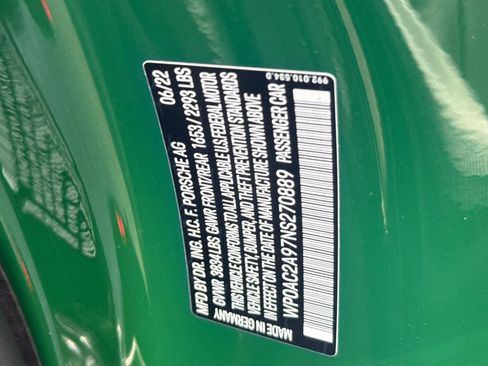 06/22
MFD BY DR. ING. H.C. F. PORSCHE AG
GVWR 3834 LBS GAWR FRONT/REAR 1653 / 2293 LBS
THIS VEHICLE CONFORMS TO ALL APPLICABLE U.S. FEDERAL MOTOR
VEHICLE SAFETY, BUMPER, AND THEFT PREVENTION STANDARDS
IN EFFECT ON THE DATE OF MANUFACTURE SHOWN ABOVE
WP0AC2A97NS270889 PASSENGER CAR
MADE IN GERMANY
992.010.534.D